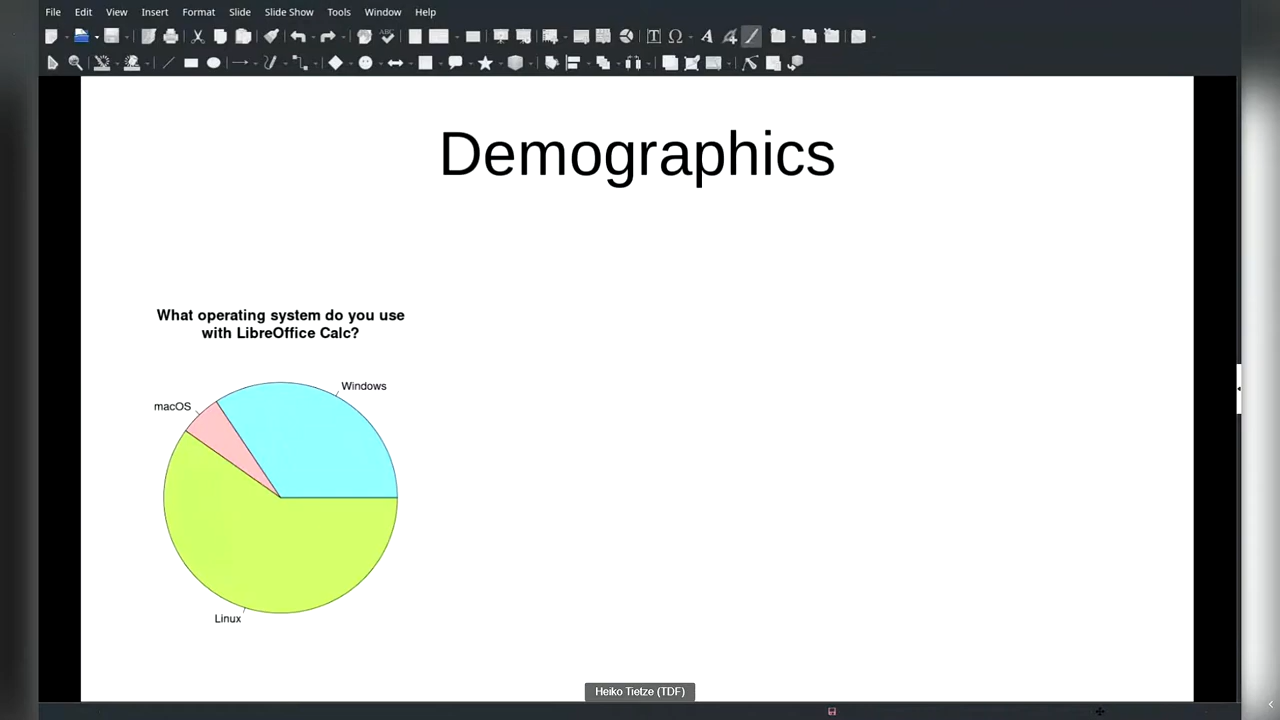 File Edit View Insert Format Slide Slide Show Tools Window Help
Demographics
What operating system do you use
with LibreOffice Calc?
Windows
macOS
Linux
Heiko Tietze (TDF)